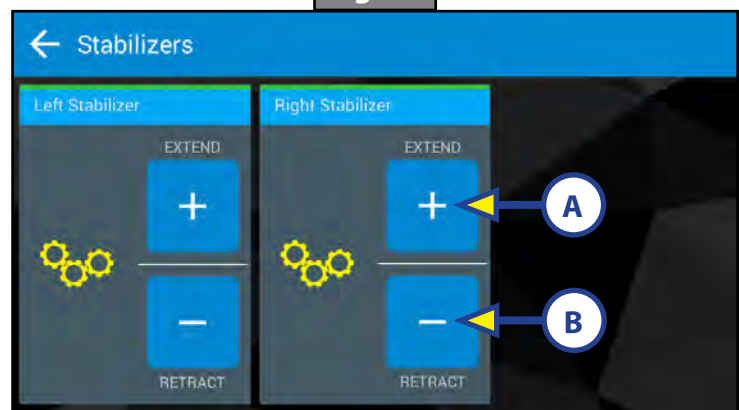 ← Stabilizers
Left Stabilizer
EXTEND
+
−
RETRACT
Right Stabilizer
EXTEND
+
−
RETRACT
A
B